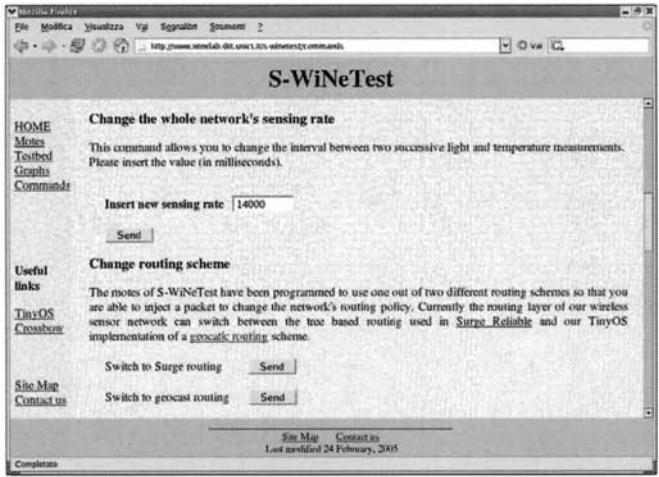 Mozilla Firefox
File Modifica Visualizza Vai Segnalibri Strumenti ?
Vai
S-WiNeTest
HOME
Motes
Testbed
Graphs
Commands
Useful links
TinyOS
Crossbow
Site Map
Contact us
Change the whole network's sensing rate
This command allows you to change the interval between two successive light and temperature measurements.
Please insert the value (in milliseconds).
Insert new sensing rate 14000
Send
Change routing scheme
The motes of S-WiNeTest have been programmed to use one out of two different routing schemes so that you
are able to inject a packet to change the network's routing policy. Currently the routing layer of our wireless
sensor network can switch between the tree based routing used in Surge Reliable and our TinyOS
implementation of a geocatic routing scheme.
Switch to Surge routing Send
Switch to geocast routing Send
Site Map Contact us
Last modified 24 February, 2005
Completato